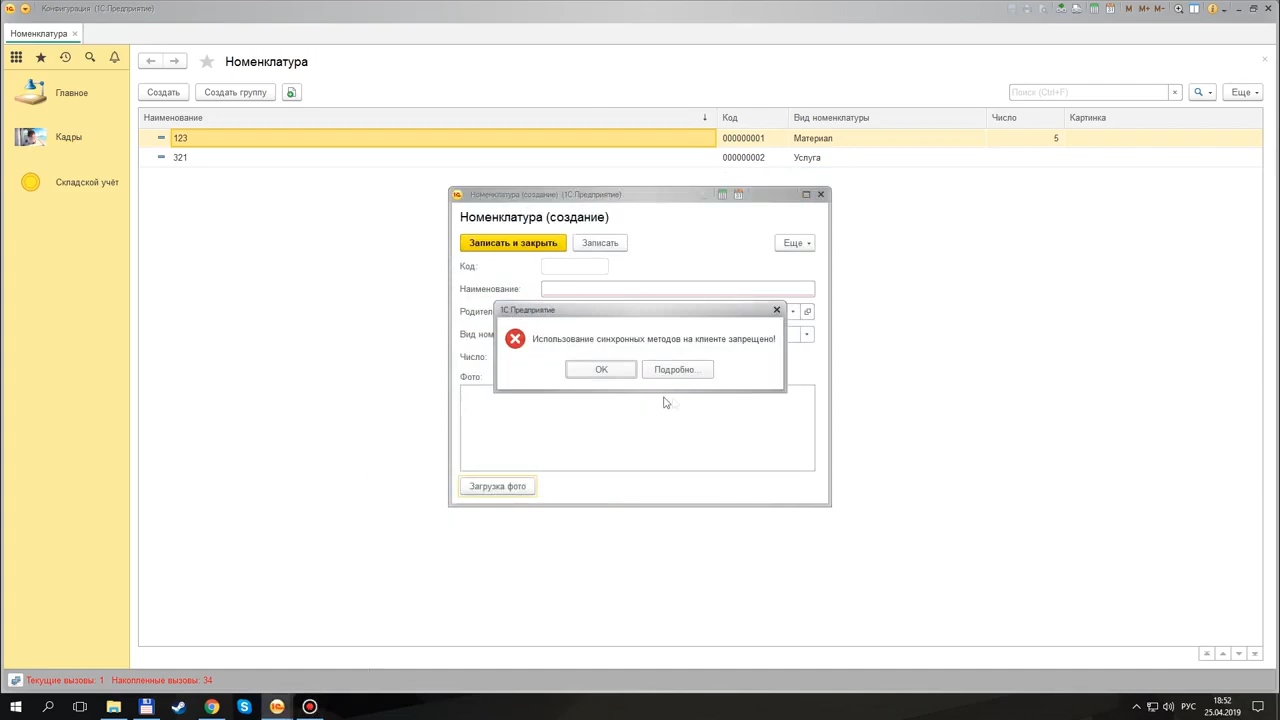 Конфигурация (1С:Предприятие)
M M+ M-
Номенклатура ×
Номенклатура
Главное
Кадры
Складской учёт
Создать Создать группу Поиск (Ctrl+F) × Еще
Наименование ↓ Код Вид номенклатуры Число Картинка
123 000000001 Материал 5
321 000000002 Услуга
Номенклатура (создание) (1С:Предприятие)
Номенклатура (создание)
Записать и закрыть Записать Еще
Код:
Наименование:
Родител
Вид ном
Число:
Фото:
1С:Предприятие
Использование синхронных методов на клиенте запрещено!
OK Подробно...
Загрузка фото
Текущие вызовы: 1 Накопленные вызовы: 34
РУС
18:52
25.04.2019